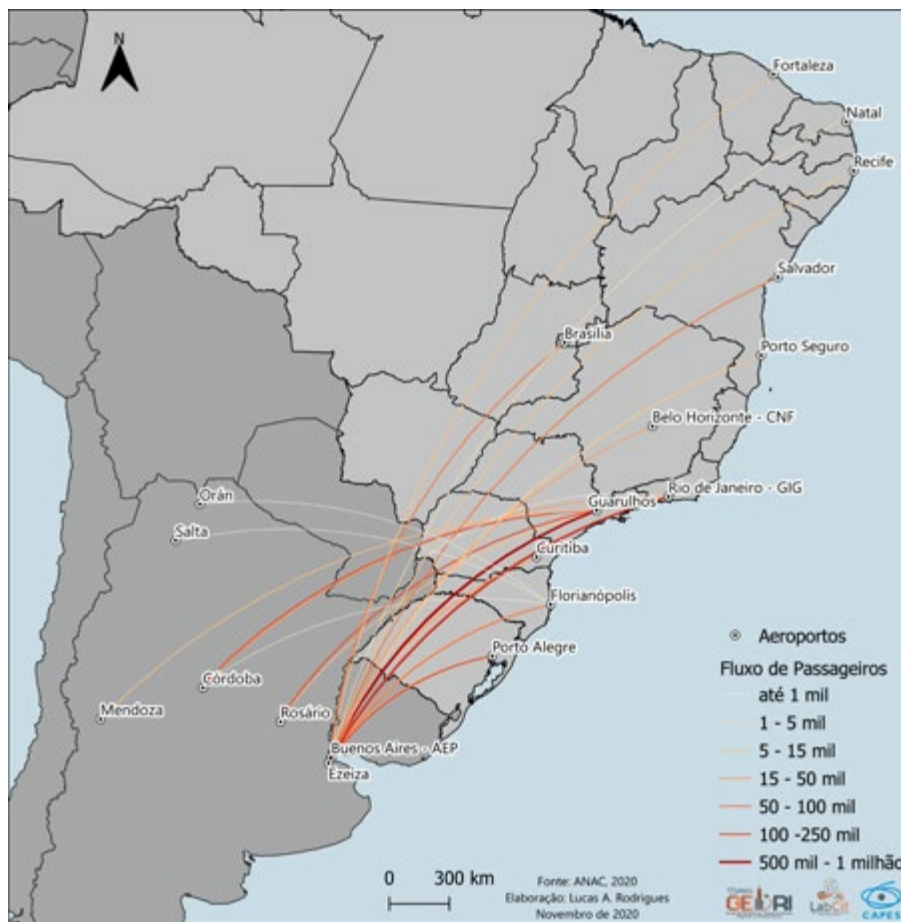 N
Fortaleza
Natal
Recife
Salvador
Brasília
Porto Seguro
Belo Horizonte - CNF
Rio de Janeiro - GIG
Guarulhos
Orán
Salta
Curitiba
Florianópolis
Porto Alegre
Córdoba
Mendoza
Rosário
Buenos Aires - AEP
Ezeiza
Aeroportos
Fluxo de Passageiros
até 1 mil
1 - 5 mil
5 - 15 mil
15 - 50 mil
50 - 100 mil
100 -250 mil
500 mil - 1 milhão
0 300 km
Fonte: ANAC, 2020
Elaboração: Lucas A. Rodrigues
Novembro de 2020
GEBRI
LabCit
CAPES